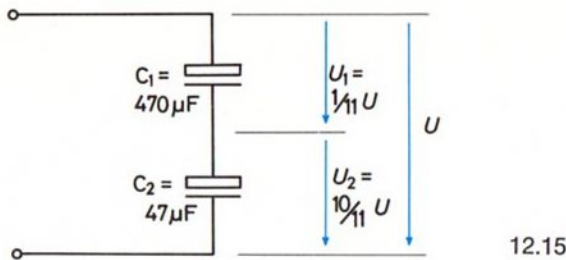 C₁ =
470 µF
U₁ =
1/11 U
U
C₂ =
47 µF
U₂ =
10/11 U
12.15